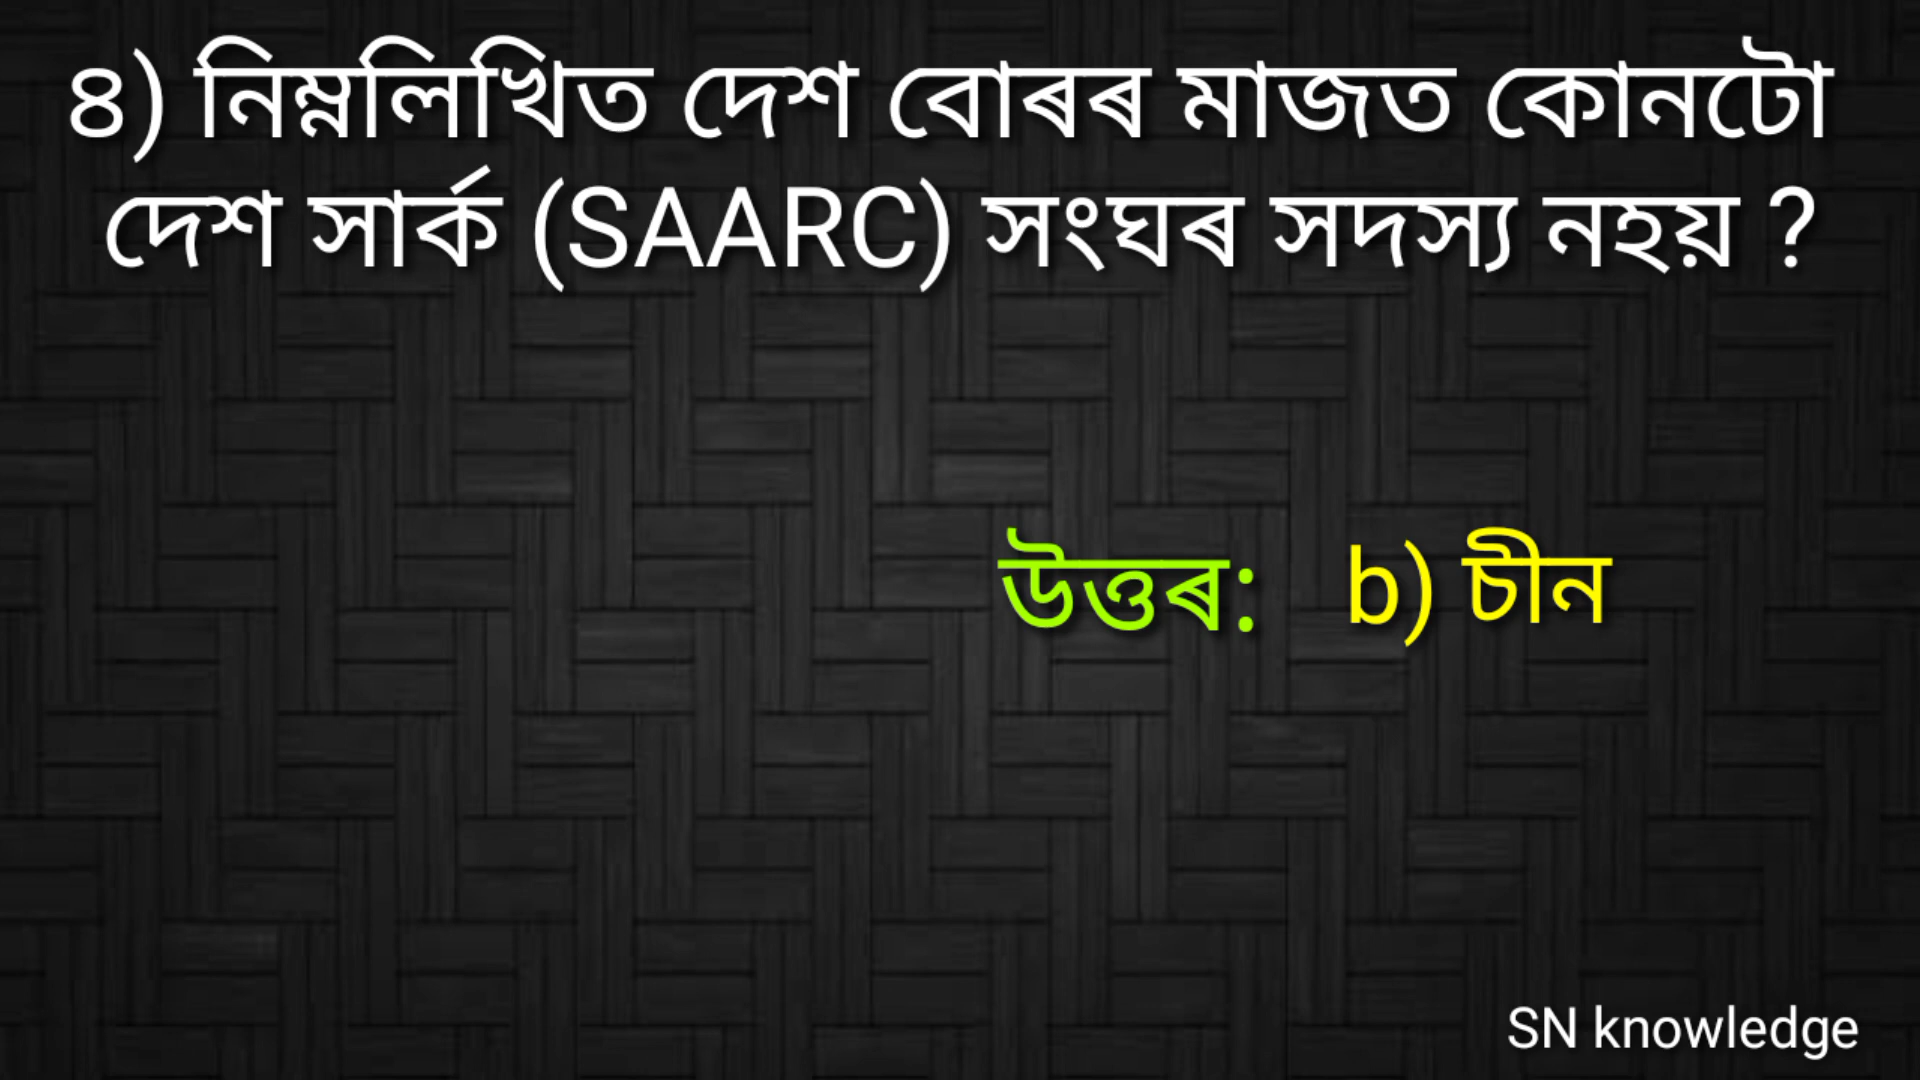 ৪) নিম্নলিখিত দেশ বোৰৰ মাজত কোনটো
দেশ সাৰ্ক (SAARC) সংঘৰ সদস্য নহয় ?
উত্তৰ: b) চীন
SN knowledge